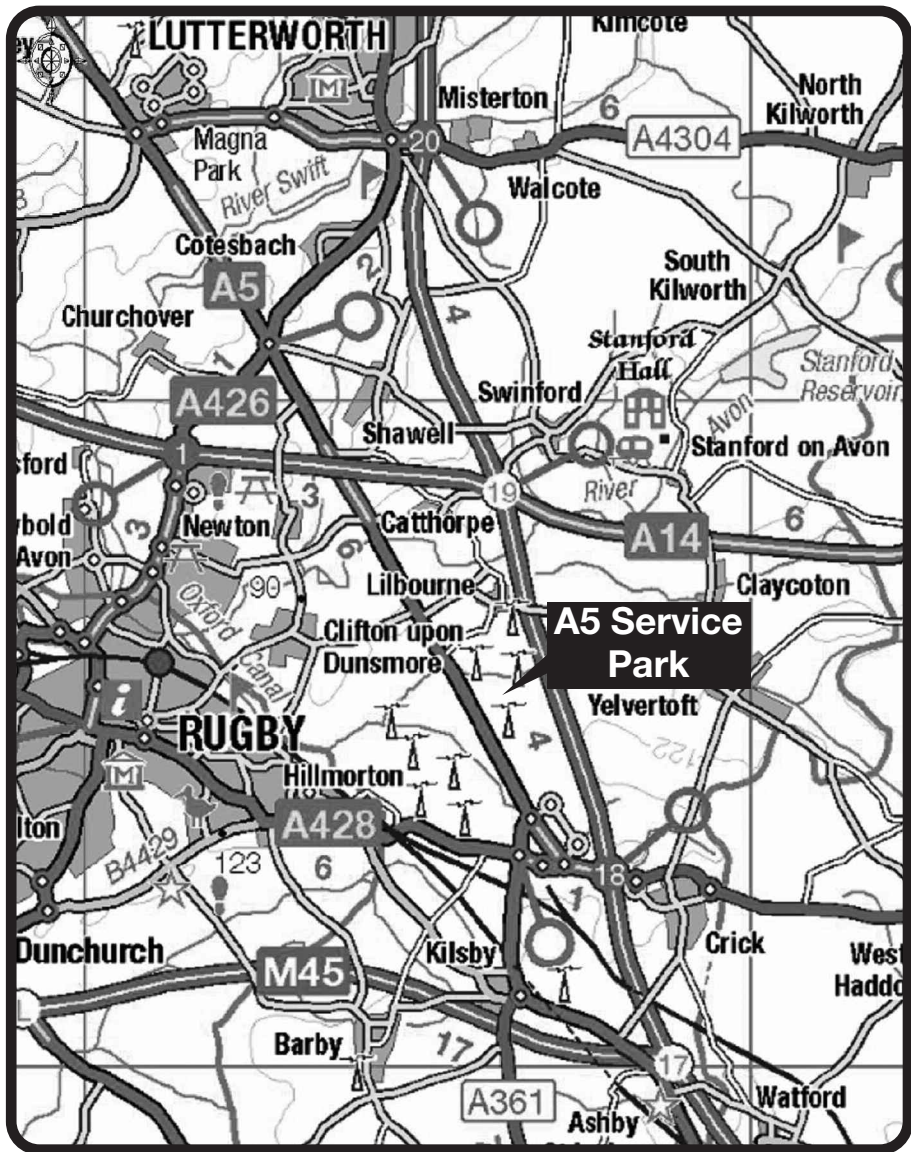 LUTTERWORTH
Kimcote
North
Kilworth
Misterton
6
A4304
Magna
Park
20
River Swift
Walcote
Cotesbach
2
A5
South
Kilworth
4
Churchover
1
Stanford
Hall
Stanford
Reservoir
A426
Swinford
Avon
Shawell
Stanford on Avon
sford
1
19
River
3
3
Newton
Catthorpe
6
ybold
Avon
A14
6
90
Lilbourne
Claycoton
Oxford
Canal
Clifton upon
Dunsmore
A5 Service
Park
Yelvertoft
i
RUGBY
4
122
M
Hillmorton
lton
A428
B4429
123
6
18
1
Dunchurch
Kilsby
Crick
M45
West
Haddo
Barby
17
17
A361
Watford
Ashby